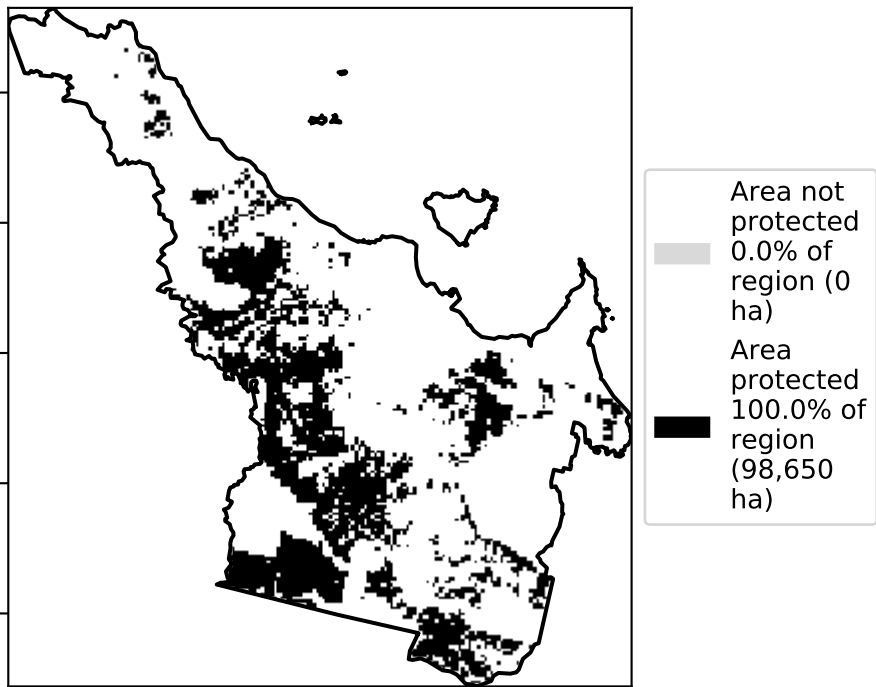 Area not
protected
0.0% of
region (0
ha)
Area
protected
100.0% of
region
(98,650
ha)